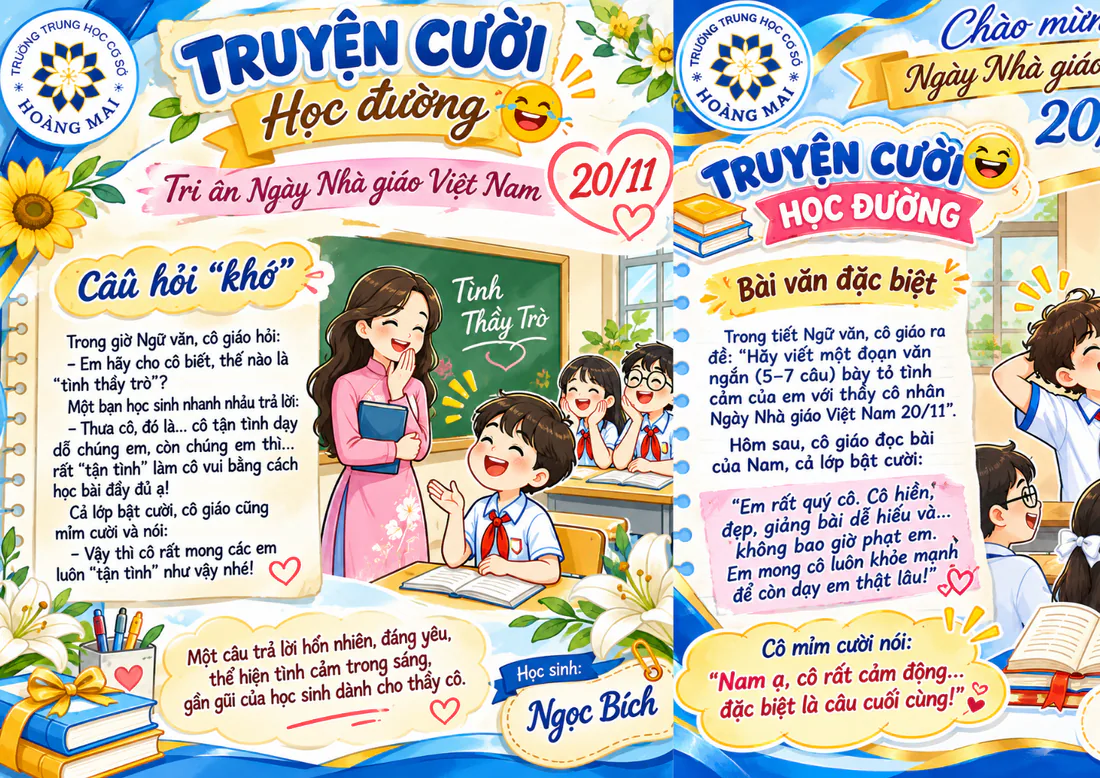 TRƯỜNG TRUNG HỌC CƠ SỞ
HOÀNG MAI
TRUYỆN CƯỜI
Học đường
Tri ân Ngày Nhà giáo Việt Nam
20/11
Câu hỏi “khó”
Trong giờ Ngữ văn, cô giáo hỏi:
– Em hãy cho cô biết, thế nào là
“tình thầy trò”?
Một bạn học sinh nhanh nhảu trả lời:
– Thưa cô, đó là... cô tận tình dạy
dỗ chúng em, còn chúng em thì...
rất “tận tình” làm cô vui bằng cách
học bài đầy đủ ạ!
Cả lớp bật cười, cô giáo cũng
mỉm cười và nói:
– Vậy thì cô rất mong các em
luôn “tận tình” như vậy nhé!
Tình
Thầy Trò
Một câu trả lời hồn nhiên, đáng yêu,
thể hiện tình cảm trong sáng,
gần gũi của học sinh dành cho thầy cô.
Học sinh:
Ngọc Bích
TRƯỜNG TRUNG HỌC CƠ SỞ
HOÀNG MAI
Chào mừn
Ngày Nhà giáo
20/
TRUYỆN CƯỜI
HỌC ĐƯỜNG
Bài văn đặc biệt
Trong tiết Ngữ văn, cô giáo ra
đề: “Hãy viết một đoạn văn
ngắn (5–7 câu) bày tỏ tình
cảm của em với thầy cô nhân
Ngày Nhà giáo Việt Nam 20/11”.
Hôm sau, cô giáo đọc bài
của Nam, cả lớp bật cười:
“Em rất quý cô. Cô hiền,
đẹp, giảng bài dễ hiểu và...
không bao giờ phạt em.
Em mong cô luôn khỏe mạnh
để còn dạy em thật lâu!”
Cô mỉm cười nói:
“Nam ạ, cô rất cảm động...
đặc biệt là câu cuối cùng!”